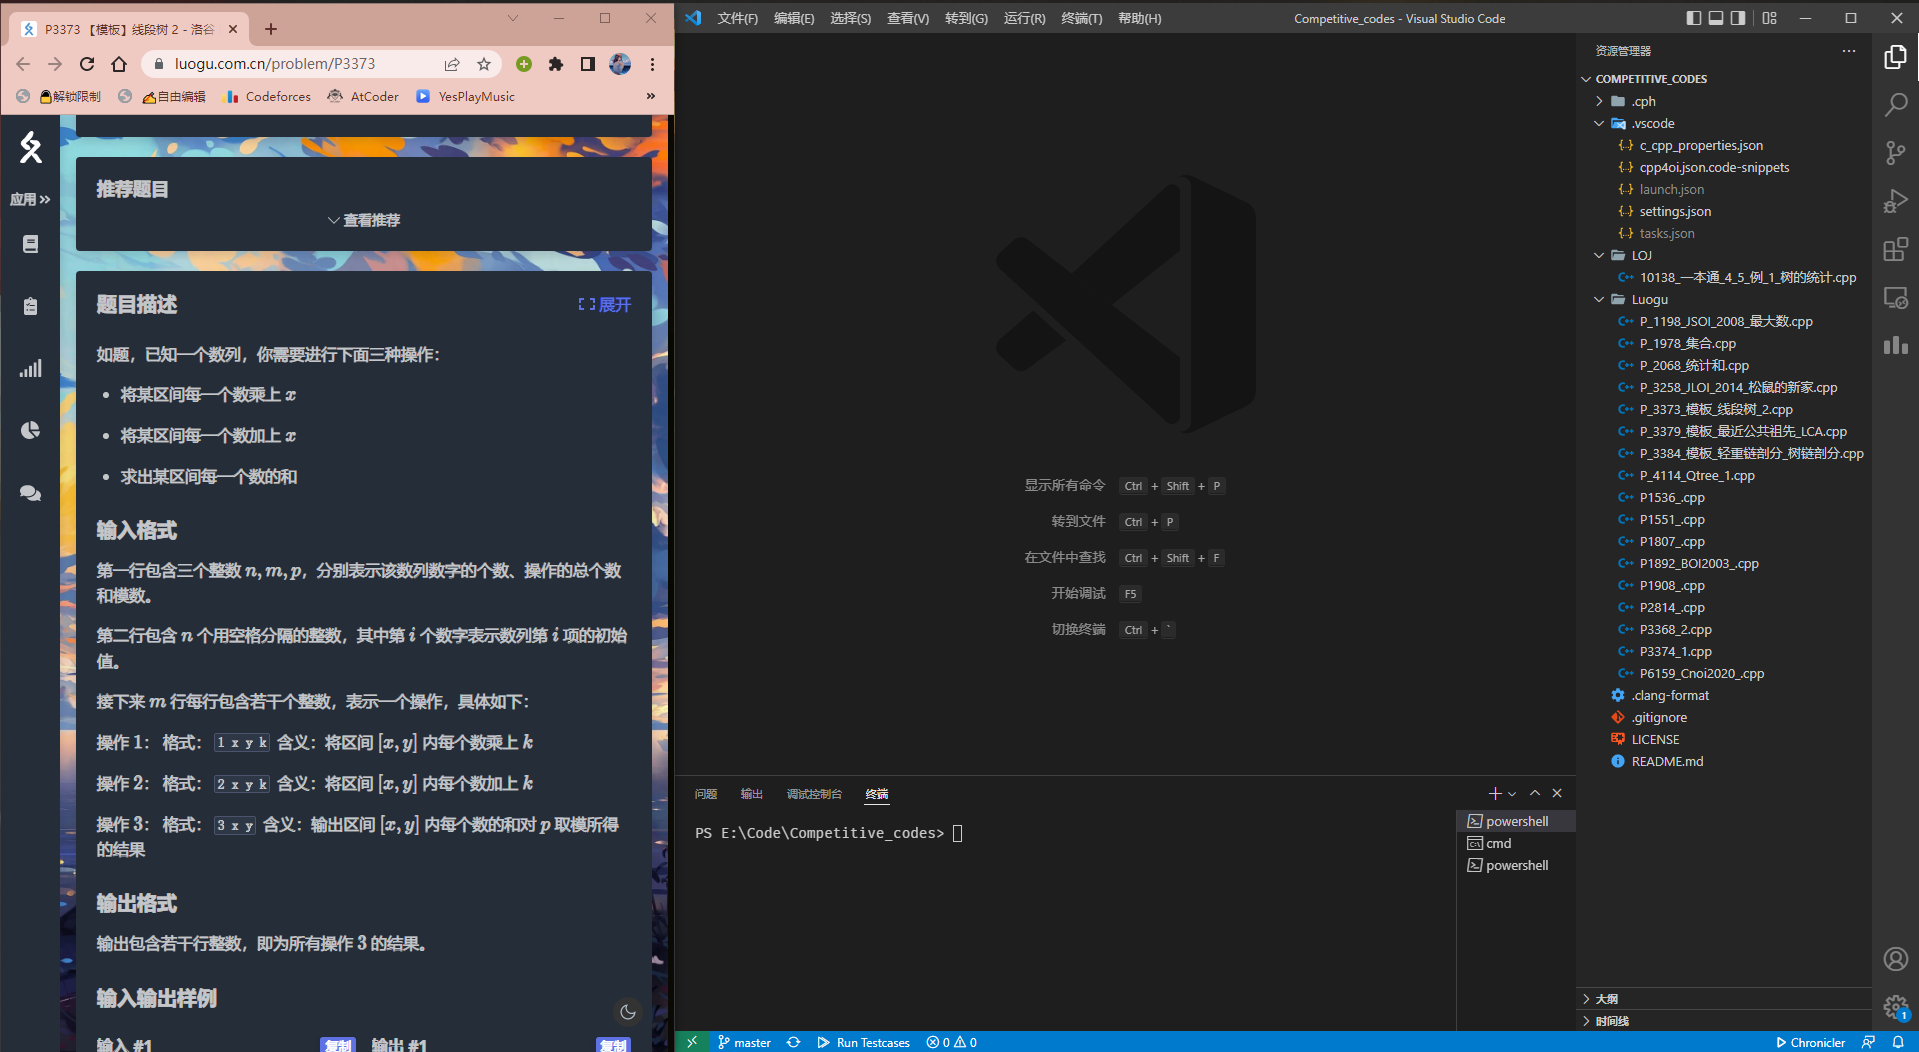 P3373 【模板】线段树 2 - 洛谷
luogu.com.cn/problem/P3373
解锁限制
自由编辑
Codeforces
AtCoder
YesPlayMusic
»
应用 »
推荐题目
查看推荐
题目描述
展开
如题，已知一个数列，你需要进行下面三种操作：
• 将某区间每一个数乘上 x
• 将某区间每一个数加上 x
• 求出某区间每一个数的和
输入格式
第一行包含三个整数 n, m, p，分别表示该数列数字的个数、操作的总个数
和模数。
第二行包含 n 个用空格分隔的整数，其中第 i 个数字表示数列第 i 项的初始
值。
接下来 m 行每行包含若干个整数，表示一个操作，具体如下：
操作 1： 格式： 1 x y k 含义：将区间 [x, y] 内每个数乘上 k
操作 2： 格式： 2 x y k 含义：将区间 [x, y] 内每个数加上 k
操作 3： 格式： 3 x y 含义：输出区间 [x, y] 内每个数的和对 p 取模所得
的结果
输出格式
输出包含若干行整数，即为所有操作 3 的结果。
输入输出样例
输入 #1
复制
输出 #1
复制
文件(F) 编辑(E) 选择(S) 查看(V) 转到(G) 运行(R) 终端(T) 帮助(H)
Competitive_codes - Visual Studio Code
显示所有命令 Ctrl + Shift + P
转到文件 Ctrl + P
在文件中查找 Ctrl + Shift + F
开始调试 F5
切换终端 Ctrl + `
问题 输出 调试控制台 终端
PS E:\Code\Competitive_codes>
powershell
cmd
powershell
资源管理器
COMPETITIVE_CODES
.cph
.vscode
{..} c_cpp_properties.json
{..} cpp4oi.json.code-snippets
{..} launch.json
{..} settings.json
{..} tasks.json
LOJ
C++ 10138_一本通_4_5_例_1_树的统计.cpp
Luogu
C++ P_1198_JSOI_2008_最大数.cpp
C++ P_1978_集合.cpp
C++ P_2068_统计和.cpp
C++ P_3258_JLOI_2014_松鼠的新家.cpp
C++ P_3373_模板_线段树_2.cpp
C++ P_3379_模板_最近公共祖先_LCA.cpp
C++ P_3384_模板_轻重链剖分_树链剖分.cpp
C++ P_4114_Qtree_1.cpp
C++ P1536_.cpp
C++ P1551_.cpp
C++ P1807_.cpp
C++ P1892_BOI2003_.cpp
C++ P1908_.cpp
C++ P2814_.cpp
C++ P3368_2.cpp
C++ P3374_1.cpp
C++ P6159_Cnoi2020_.cpp
.clang-format
.gitignore
LICENSE
README.md
大纲
时间线
1
master
Run Testcases
0 0
Chronicler